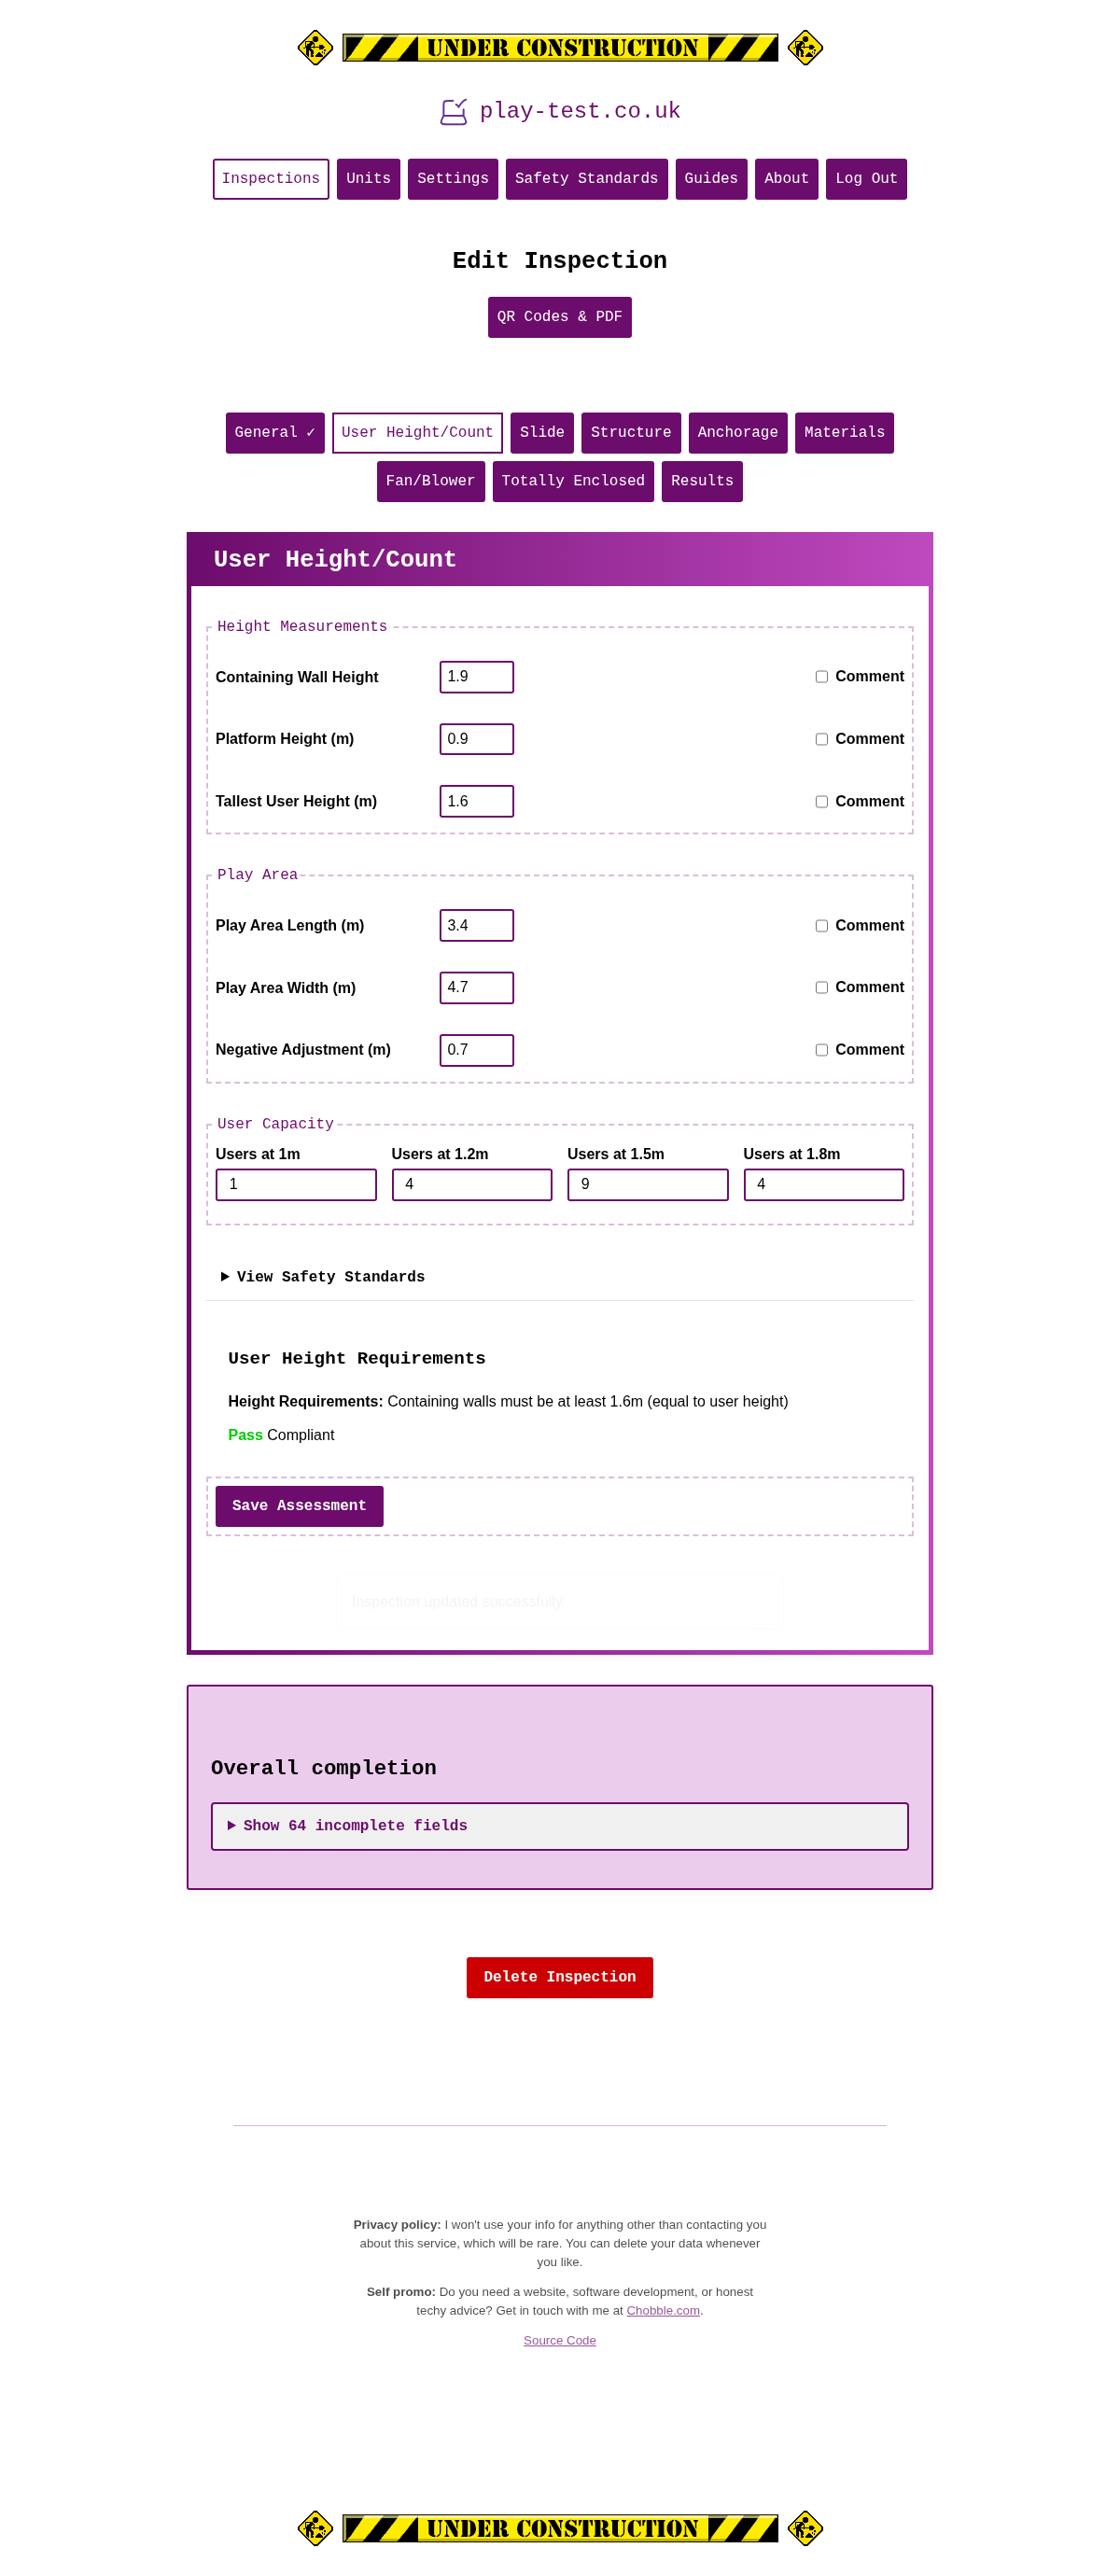 UNDER CONSTRUCTION
play-test.co.uk
Inspections Units Settings Safety Standards Guides About Log Out
Edit Inspection
QR Codes & PDF
General ✓ User Height/Count Slide Structure Anchorage Materials
Fan/Blower Totally Enclosed Results
User Height/Count
Height Measurements
Containing Wall Height 1.9 Comment
Platform Height (m) 0.9 Comment
Tallest User Height (m) 1.6 Comment
Play Area
Play Area Length (m) 3.4 Comment
Play Area Width (m) 4.7 Comment
Negative Adjustment (m) 0.7 Comment
User Capacity
Users at 1m Users at 1.2m Users at 1.5m Users at 1.8m
1 4 9 4
View Safety Standards
User Height Requirements
Height Requirements: Containing walls must be at least 1.6m (equal to user height)
Pass Compliant
Save Assessment
Inspection updated successfully.
Overall completion
Show 64 incomplete fields
Delete Inspection
Privacy policy: I won't use your info for anything other than contacting you
about this service, which will be rare. You can delete your data whenever
you like.
Self promo: Do you need a website, software development, or honest
techy advice? Get in touch with me at Chobble.com.
Source Code
UNDER CONSTRUCTION